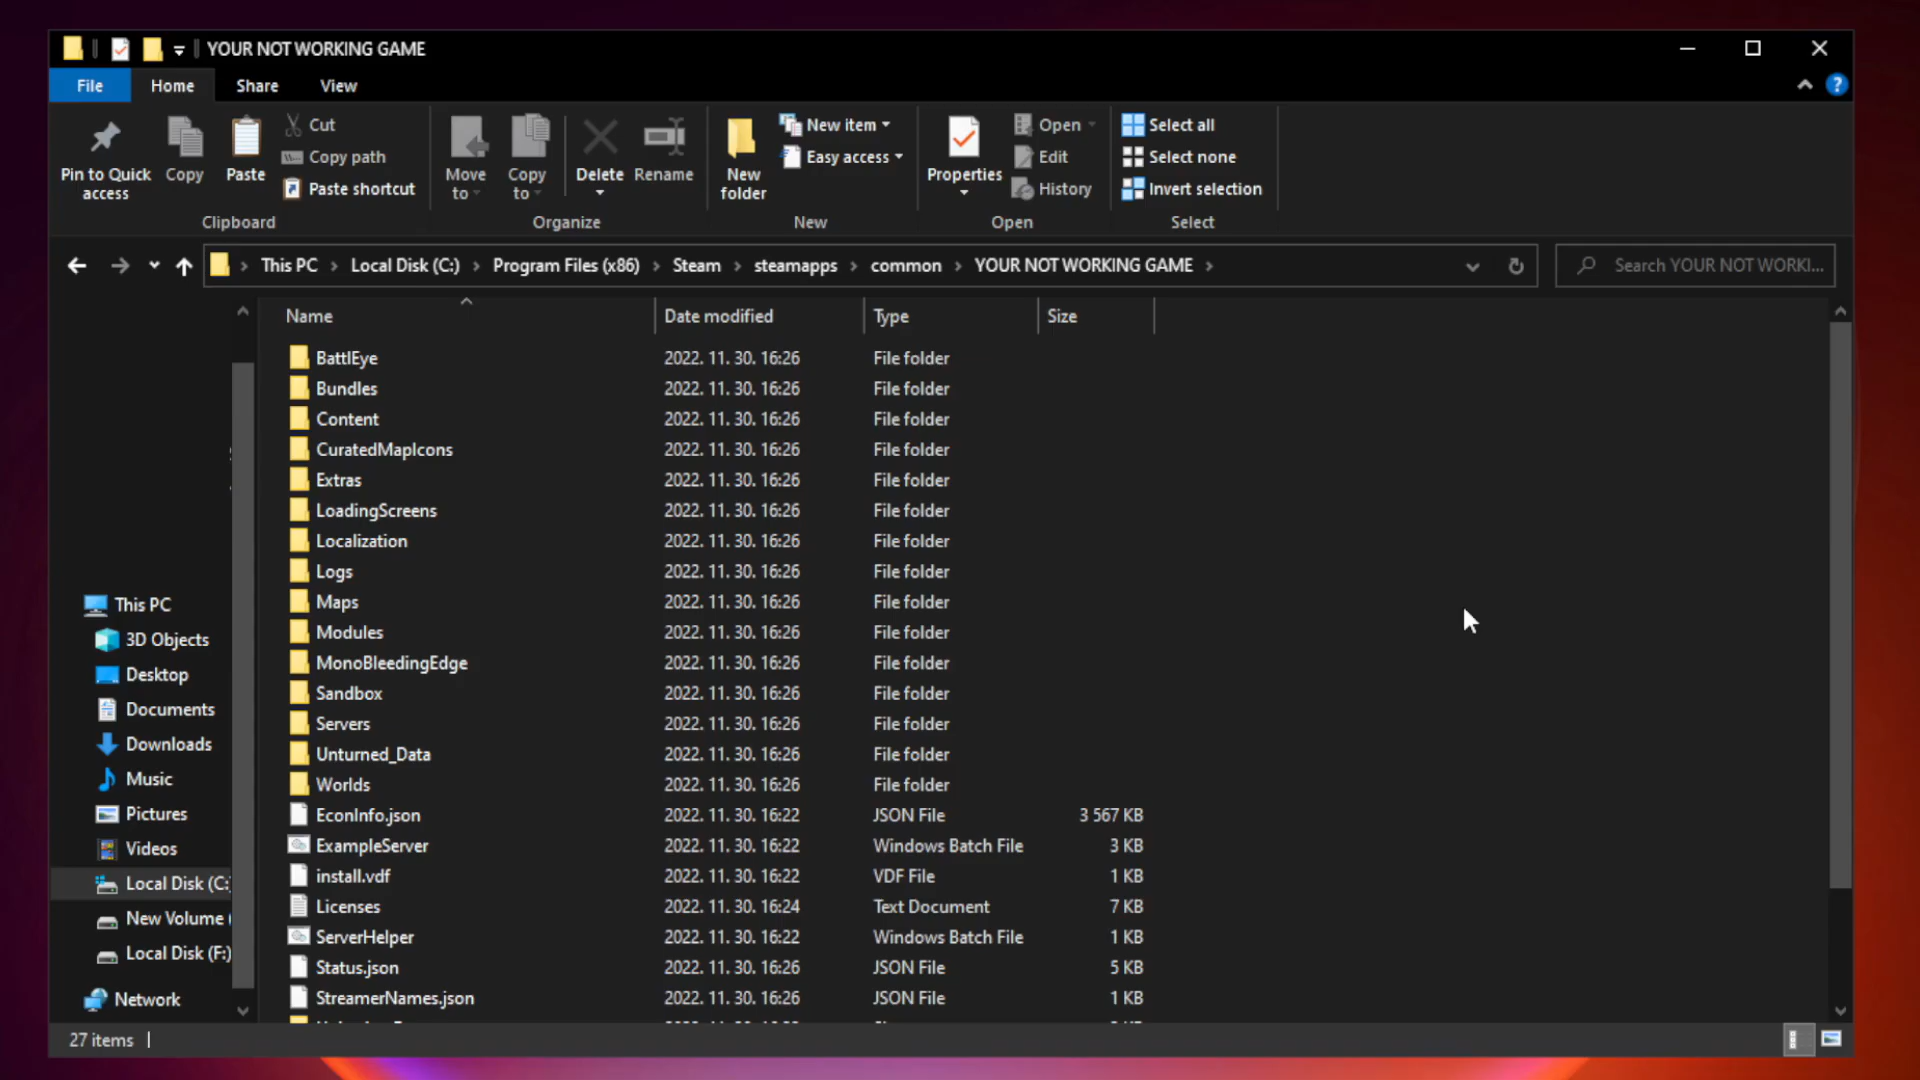 YOUR NOT WORKING GAME
File Home Share View
Pin to Quick access
Copy
Paste
Cut
Copy path
Paste shortcut
Clipboard
Move to
Copy to
Delete
Rename
Organize
New folder
New item
Easy access
New
Properties
Open
Edit
History
Open
Select all
Select none
Invert selection
Select
This PC > Local Disk (C:) > Program Files (x86) > Steam > steamapps > common > YOUR NOT WORKING GAME >
Search YOUR NOT WORKI...
Name Date modified Type Size
BattlEye 2022. 11. 30. 16:26 File folder
Bundles 2022. 11. 30. 16:26 File folder
Content 2022. 11. 30. 16:26 File folder
CuratedMapIcons 2022. 11. 30. 16:26 File folder
Extras 2022. 11. 30. 16:26 File folder
LoadingScreens 2022. 11. 30. 16:26 File folder
Localization 2022. 11. 30. 16:26 File folder
Logs 2022. 11. 30. 16:26 File folder
Maps 2022. 11. 30. 16:26 File folder
Modules 2022. 11. 30. 16:26 File folder
MonoBleedingEdge 2022. 11. 30. 16:26 File folder
Sandbox 2022. 11. 30. 16:26 File folder
Servers 2022. 11. 30. 16:26 File folder
Unturned_Data 2022. 11. 30. 16:26 File folder
Worlds 2022. 11. 30. 16:26 File folder
EconInfo.json 2022. 11. 30. 16:22 JSON File 3 567 KB
ExampleServer 2022. 11. 30. 16:22 Windows Batch File 3 KB
install.vdf 2022. 11. 30. 16:22 VDF File 1 KB
Licenses 2022. 11. 30. 16:24 Text Document 7 KB
ServerHelper 2022. 11. 30. 16:22 Windows Batch File 1 KB
Status.json 2022. 11. 30. 16:26 JSON File 5 KB
StreamerNames.json 2022. 11. 30. 16:26 JSON File 1 KB
This PC
3D Objects
Desktop
Documents
Downloads
Music
Pictures
Videos
Local Disk (C:
New Volume (
Local Disk (F:)
Network
27 items